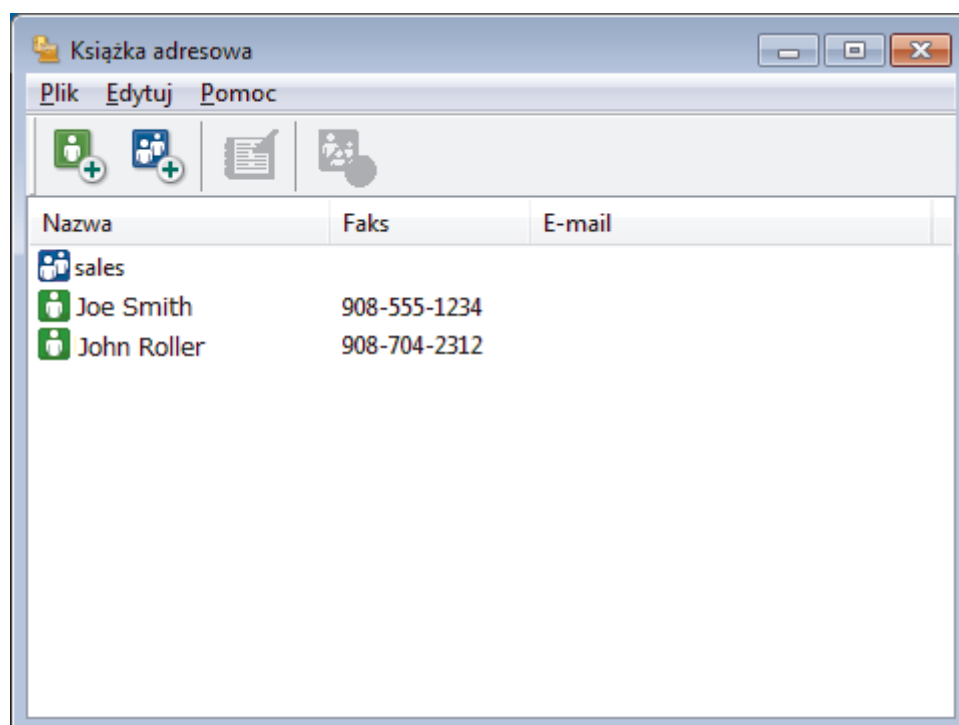 Książka adresowa
Plik Edytuj Pomoc
Nazwa Faks E-mail
sales
Joe Smith 908-555-1234
John Roller 908-704-2312